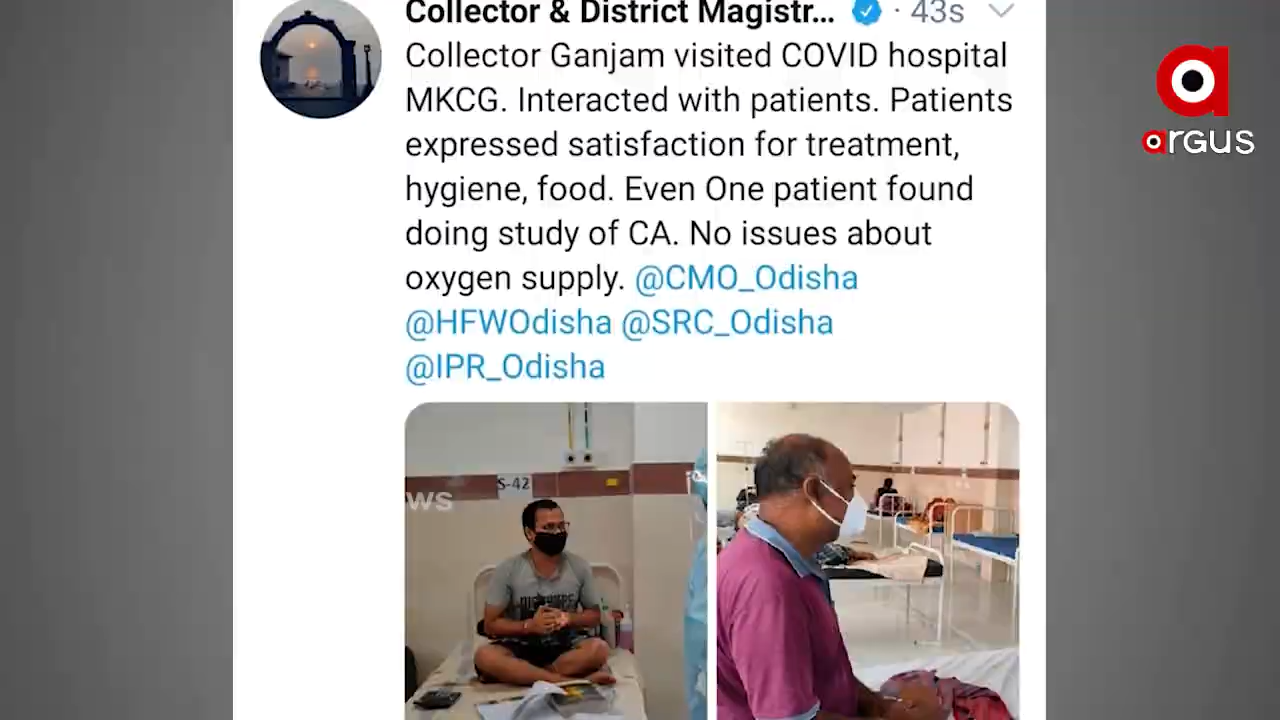 Collector & District Magistr... · 43s
Collector Ganjam visited COVID hospital
MKCG. Interacted with patients. Patients
expressed satisfaction for treatment,
hygiene, food. Even One patient found
doing study of CA. No issues about
oxygen supply. @CMO_Odisha
@HFWOdisha @SRC_Odisha
@IPR_Odisha
argus
S-42
ws